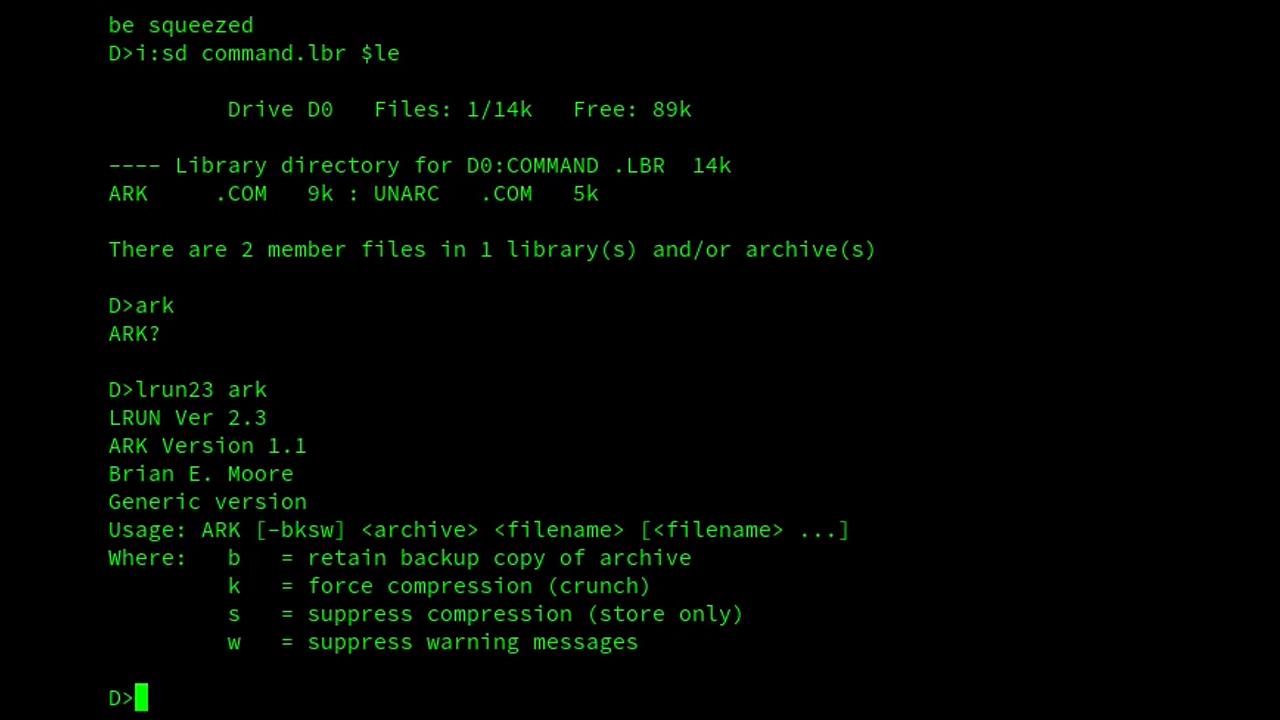 be squeezed
D>i:sd command.lbr $le
Drive D0   Files: 1/14k   Free: 89k
---- Library directory for D0:COMMAND .LBR  14k
ARK     .COM   9k : UNARC   .COM   5k
There are 2 member files in 1 library(s) and/or archive(s)
D>ark
ARK?
D>lrun23 ark
LRUN Ver 2.3
ARK Version 1.1
Brian E. Moore
Generic version
Usage: ARK [-bksw] <archive> <filename> [<filename> ...]
Where:   b   = retain backup copy of archive
k   = force compression (crunch)
s   = suppress compression (store only)
w   = suppress warning messages
D>